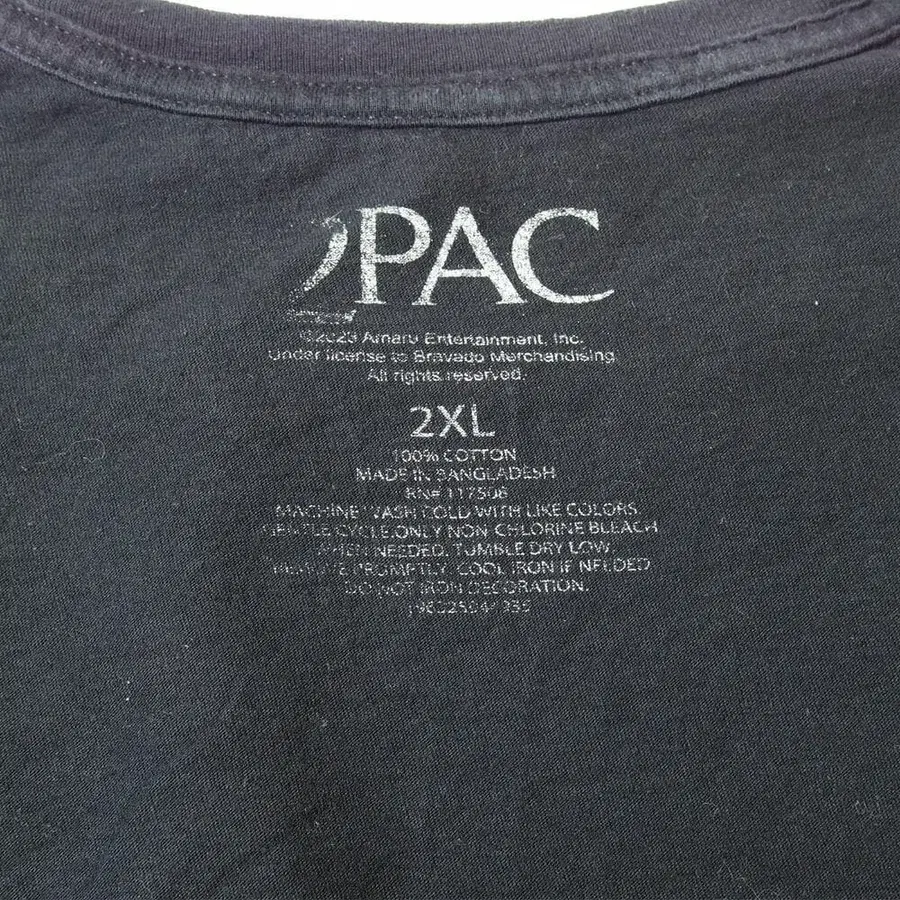 2PAC
©2023 Amaru Entertainment, Inc.
Under license to Bravado Merchandising
All rights reserved.
2XL
100% COTTON
MADE IN BANGLADESH
RN# 117506
MACHINE WASH COLD WITH LIKE COLORS.
GENTLE CYCLE.ONLY NON-CHLORINE BLEACH
WHEN NEEDED. TUMBLE DRY LOW.
REMOVE PROMPTLY. COOL IRON IF NEEDED
DO NOT IRON DECORATION.